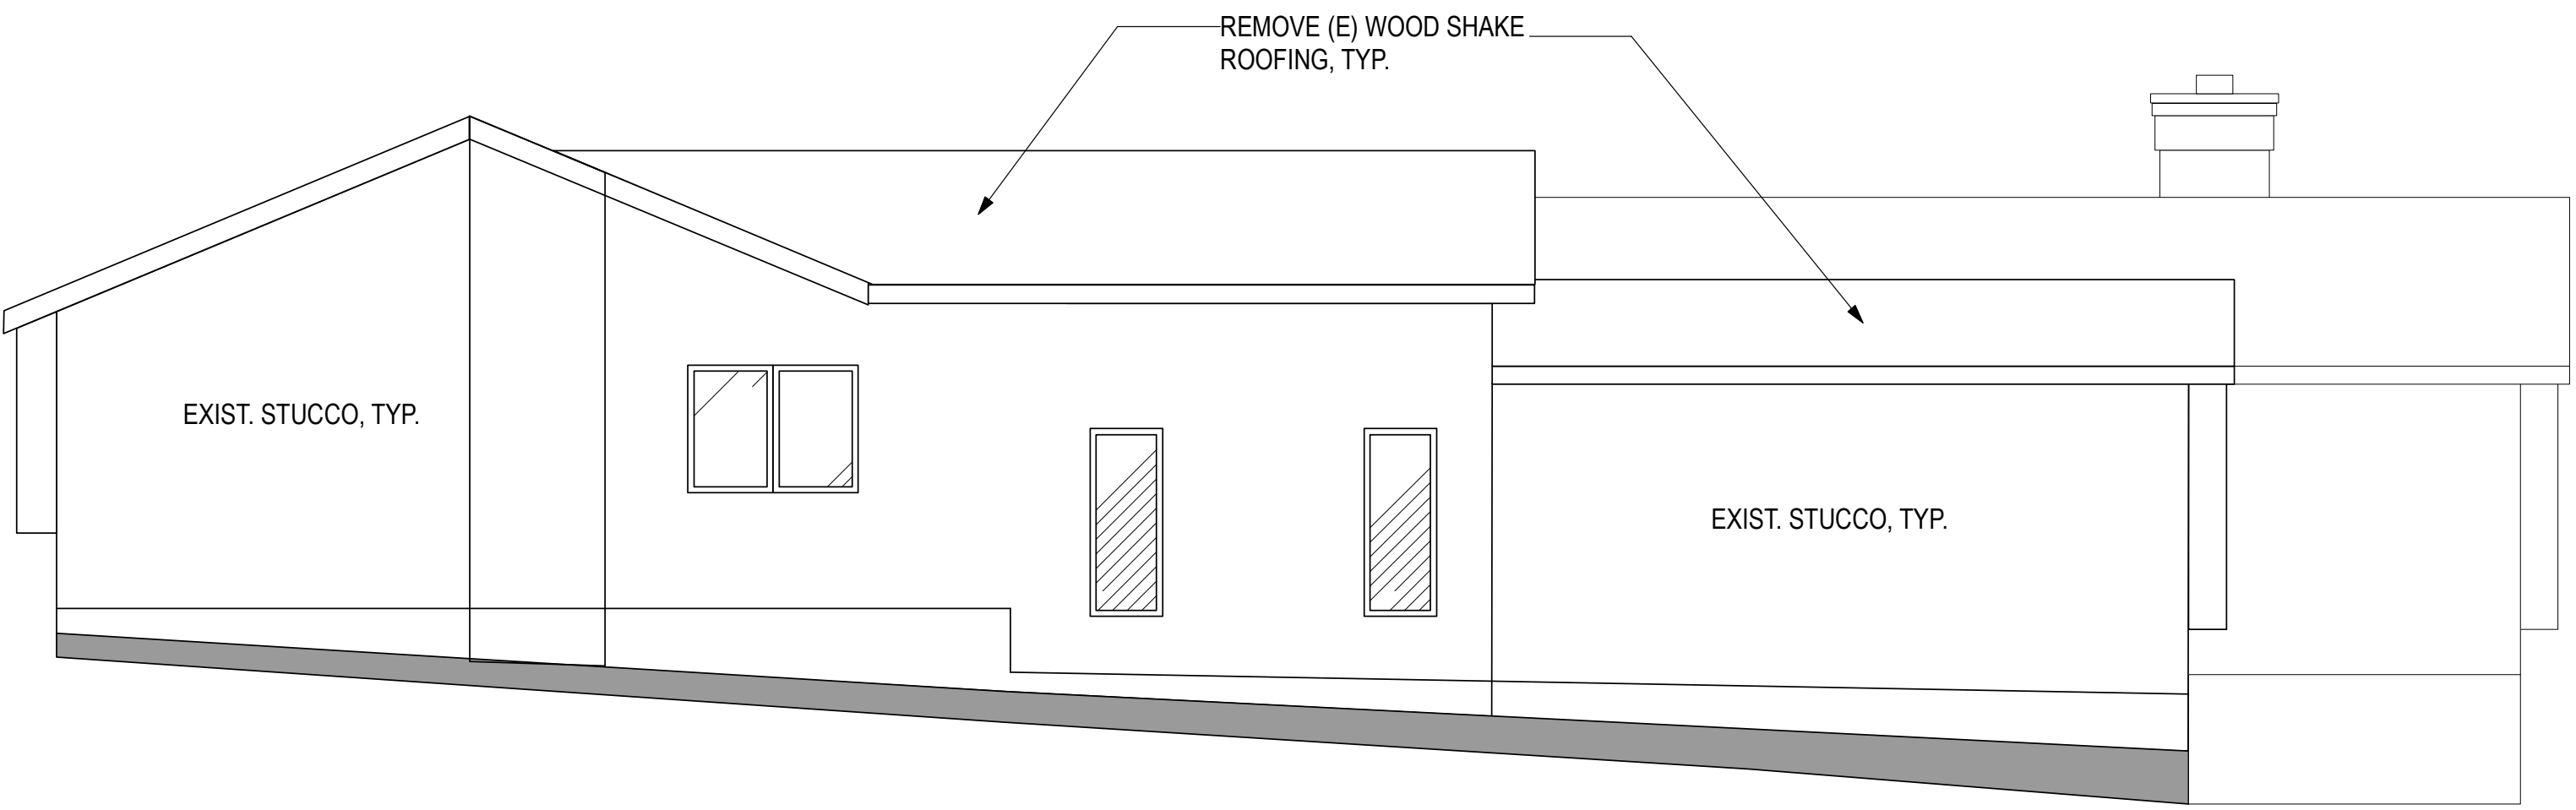 REMOVE (E) WOOD SHAKE
ROOFING, TYP.
EXIST. STUCCO, TYP.
EXIST. STUCCO, TYP.